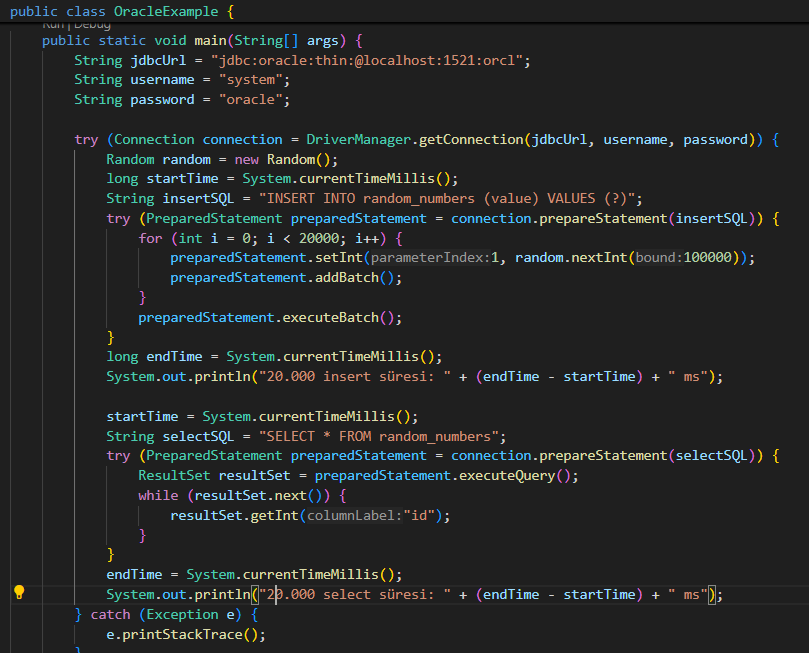 public class OracleExample {
Run | Debug
public static void main(String[] args) {
String jdbcUrl = "jdbc:oracle:thin:@localhost:1521:orcl";
String username = "system";
String password = "oracle";
try (Connection connection = DriverManager.getConnection(jdbcUrl, username, password)) {
Random random = new Random();
long startTime = System.currentTimeMillis();
String insertSQL = "INSERT INTO random_numbers (value) VALUES (?)";
try (PreparedStatement preparedStatement = connection.prepareStatement(insertSQL)) {
for (int i = 0; i < 20000; i++) {
preparedStatement.setInt(parameterIndex:1, random.nextInt(bound:100000));
preparedStatement.addBatch();
}
preparedStatement.executeBatch();
}
long endTime = System.currentTimeMillis();
System.out.println("20.000 insert süresi: " + (endTime - startTime) + " ms");
startTime = System.currentTimeMillis();
String selectSQL = "SELECT * FROM random_numbers";
try (PreparedStatement preparedStatement = connection.prepareStatement(selectSQL)) {
ResultSet resultSet = preparedStatement.executeQuery();
while (resultSet.next()) {
resultSet.getInt(columnLabel:"id");
}
}
endTime = System.currentTimeMillis();
System.out.println("20.000 select süresi: " + (endTime - startTime) + " ms");
} catch (Exception e) {
e.printStackTrace();
}